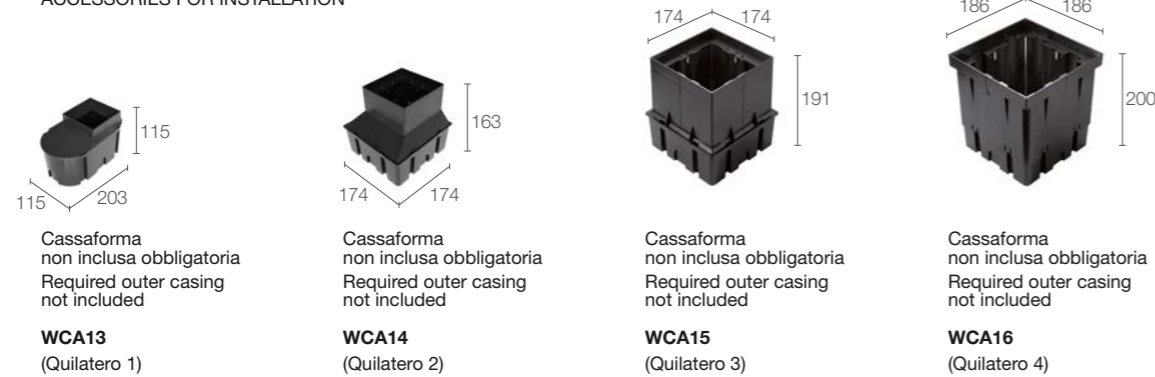 ACCESSORIES FOR INSTALLATION
115
115
203
Cassaforma
non inclusa obbligatoria
Required outer casing
not included
WCA13
(Quilatero 1)
163
174
174
Cassaforma
non inclusa obbligatoria
Required outer casing
not included
WCA14
(Quilatero 2)
174
174
191
Cassaforma
non inclusa obbligatoria
Required outer casing
not included
WCA15
(Quilatero 3)
186
186
200
Cassaforma
non inclusa obbligatoria
Required outer casing
not included
WCA16
(Quilatero 4)